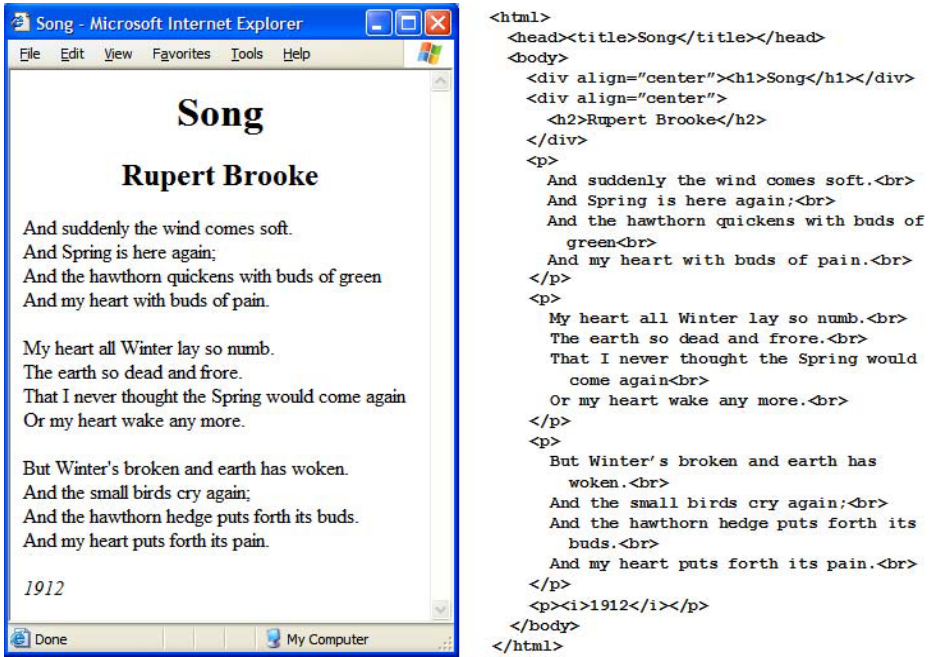 Song - Microsoft Internet Explorer
File Edit View Favorites Tools Help
Song
Rupert Brooke
And suddenly the wind comes soft.
And Spring is here again;
And the hawthorn quickens with buds of green
And my heart with buds of pain.
My heart all Winter lay so numb.
The earth so dead and frore.
That I never thought the Spring would come again
Or my heart wake any more.
But Winter's broken and earth has woken.
And the small birds cry again;
And the hawthorn hedge puts forth its buds.
And my heart puts forth its pain.
1912
Done My Computer
<html>
<head><title>Song</title></head>
<body>
<div align="center"><h1>Song</h1></div>
<div align="center">
<h2>Rupert Brooke</h2>
</div>
<p>
And suddenly the wind comes soft.<br>
And Spring is here again;<br>
And the hawthorn quickens with buds of
green<br>
And my heart with buds of pain.<br>
</p>
<p>
My heart all Winter lay so numb.<br>
The earth so dead and frore.<br>
That I never thought the Spring would
come again<br>
Or my heart wake any more.<br>
</p>
<p>
But Winter’s broken and earth has
woken.<br>
And the small birds cry again;<br>
And the hawthorn hedge puts forth its
buds.<br>
And my heart puts forth its pain.<br>
</p>
<p><i>1912</i></p>
</body>
</html>